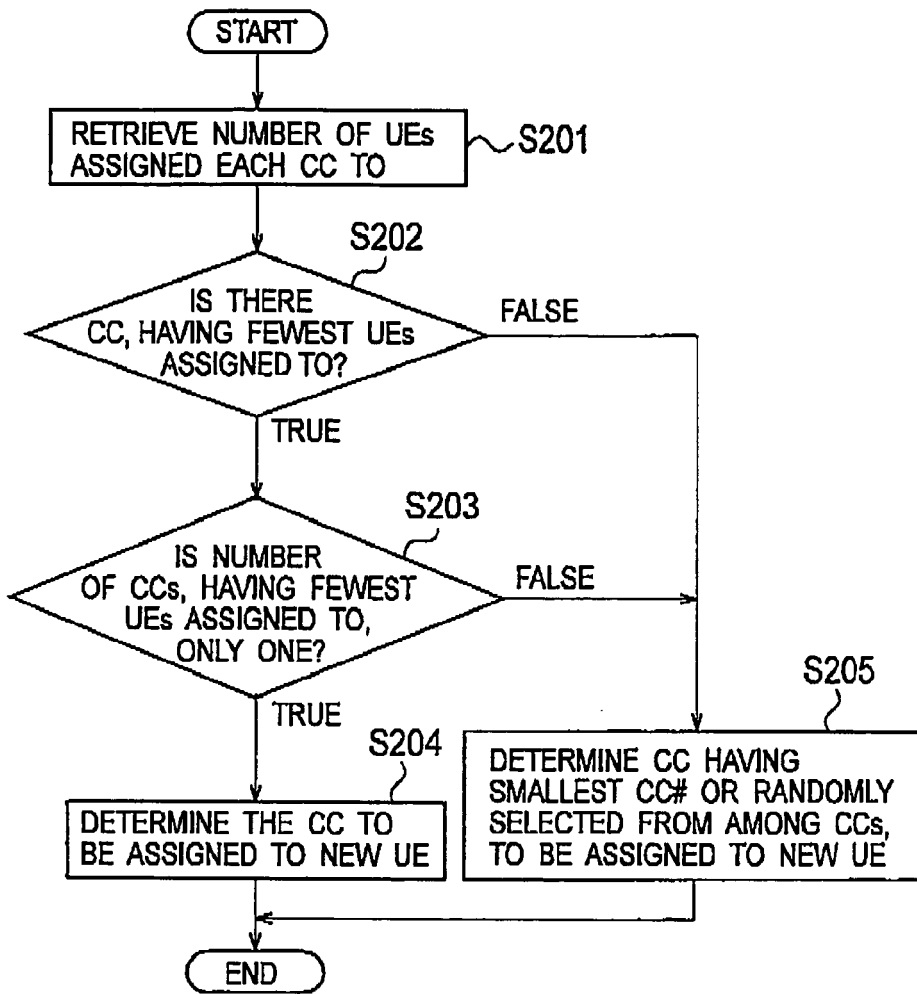 START
RETRIEVE NUMBER OF UEs
ASSIGNED EACH CC TO
S201
S202
IS THERE
CC, HAVING FEWEST UEs
ASSIGNED TO?
FALSE
TRUE
S203
IS NUMBER
OF CCs, HAVING FEWEST
UEs ASSIGNED TO,
ONLY ONE?
FALSE
TRUE
S204
DETERMINE THE CC TO
BE ASSIGNED TO NEW UE
S205
DETERMINE CC HAVING
SMALLEST CC# OR RANDOMLY
SELECTED FROM AMONG CCs,
TO BE ASSIGNED TO NEW UE
END